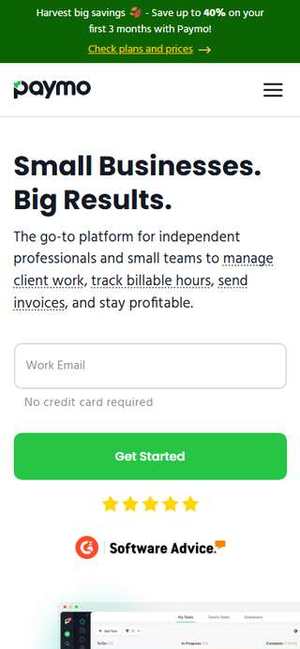 Harvest big savings - Save up to 40% on your
first 3 months with Paymo!
Check plans and prices →
paymo
Small Businesses.
Big Results.
The go-to platform for independent
professionals and small teams to manage
client work, track billable hours, send
invoices, and stay profitable.
Work Email
No credit card required
Get Started
Software Advice.